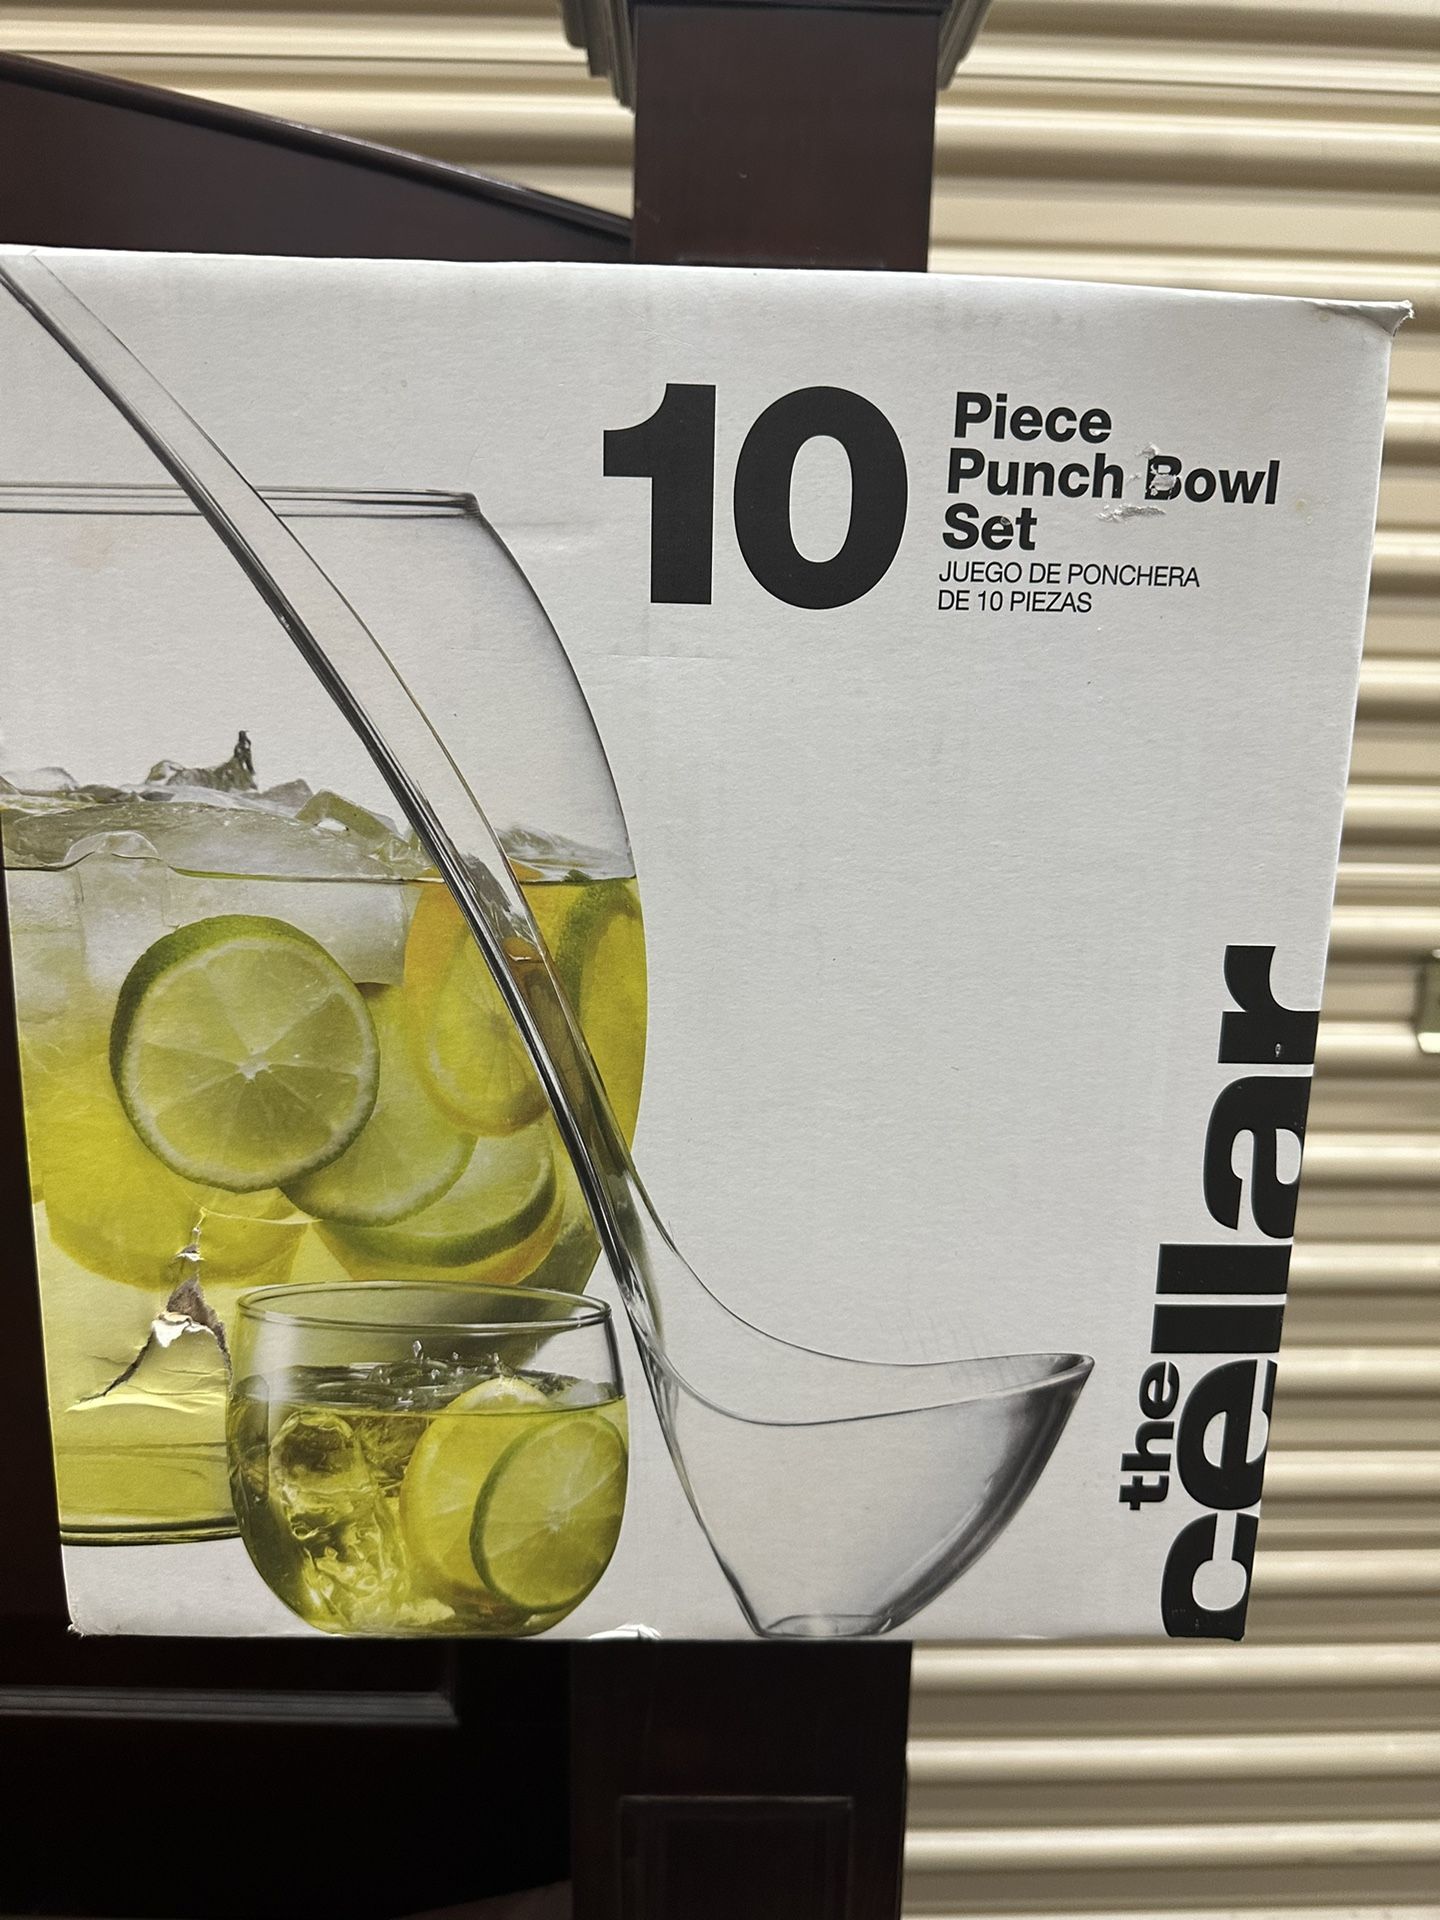 10
Piece
Punch Bowl
Set
JUEGO DE PONCHERA
DE 10 PIEZAS
the
cellar